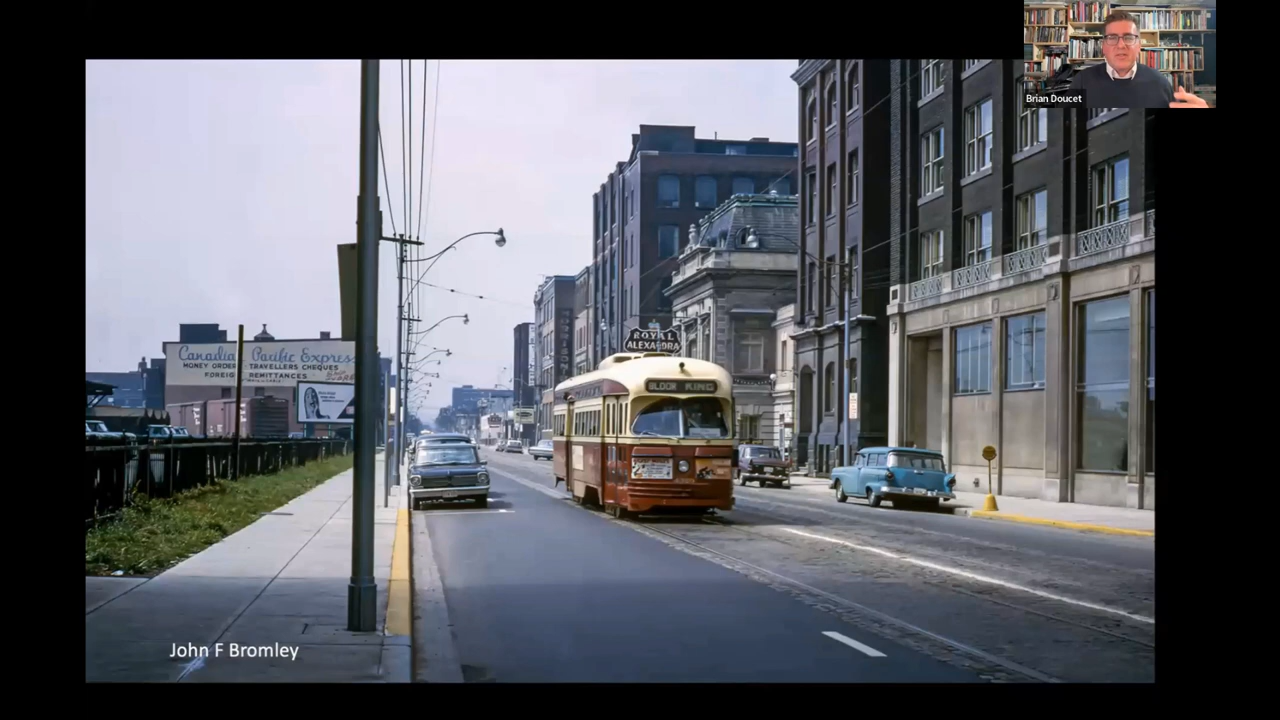 Brian Doucet
ROYAL
ALEXANDRA
BLOOR KING
Canadian Pacific Express
MONEY ORDERS TRAVELLERS CHEQUES
FOREIGN REMITTANCES
John F Bromley